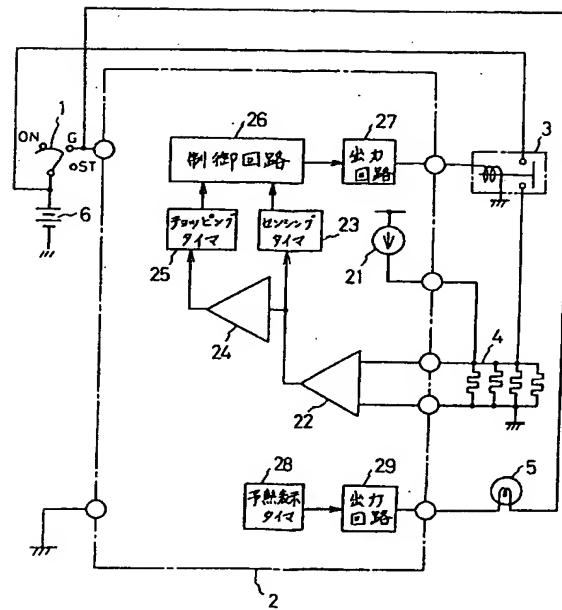 1
ON
G
ST
6
26
制御回路
27
出力
回路
3
チョッピング
タイマ
25
センシング
タイマ
23
21
24
22
4
28
予熱表示
タイマ
29
出力
回路
5
2